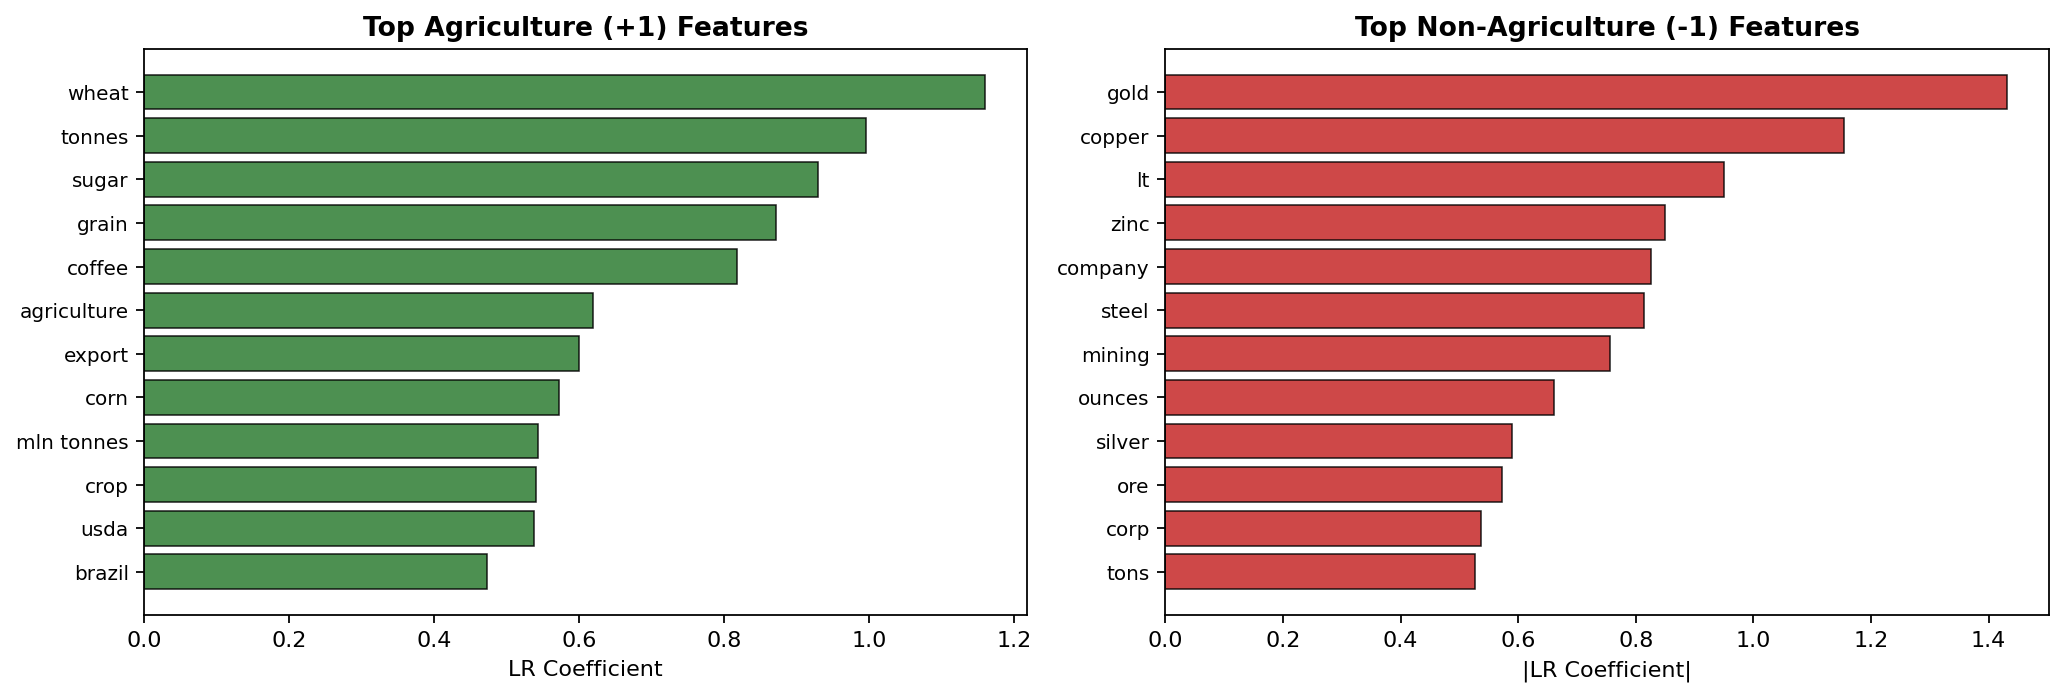 Top Agriculture (+1) Features
wheat
tonnes
sugar
grain
coffee
agriculture
export
corn
mln tonnes
crop
usda
brazil
0.0 0.2 0.4 0.6 0.8 1.0 1.2
LR Coefficient
Top Non-Agriculture (-1) Features
gold
copper
lt
zinc
company
steel
mining
ounces
silver
ore
corp
tons
0.0 0.2 0.4 0.6 0.8 1.0 1.2 1.4
|LR Coefficient|